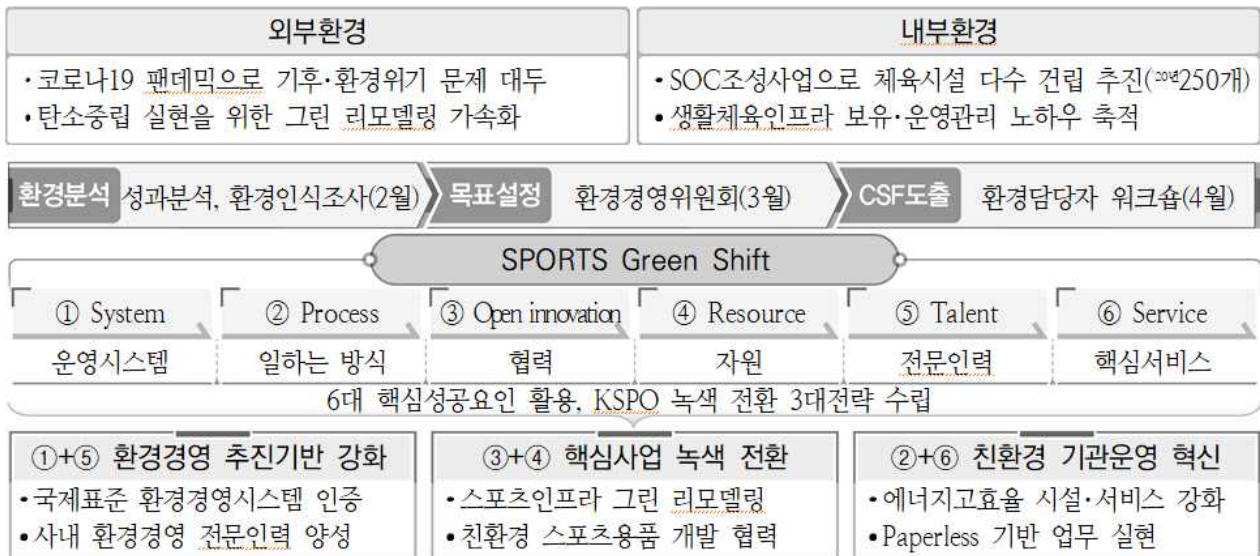 외부환경
· 코로나19 팬데믹으로 기후·환경위기 문제 대두
• 탄소중립 실현을 위한 그린 리모델링 가속화
내부환경
• SOC조성사업으로 체육시설 다수 건립 추진(’20년250개)
• 생활체육인프라 보유·운영관리 노하우 축적
환경분석 성과분석, 환경인식조사(2월)
목표설정 환경경영위원회(3월)
CSF도출 환경담당자 워크숍(4월)
SPORTS Green Shift
① System
② Process
③ Open innovation
④ Resource
⑤ Talent
⑥ Service
운영시스템
일하는 방식
협력
자원
전문인력
핵심서비스
6대 핵심성공요인 활용, KSPO 녹색 전환 3대전략 수립
①+⑤ 환경경영 추진기반 강화
• 국제표준 환경경영시스템 인증
• 사내 환경경영 전문인력 양성
③+④ 핵심사업 녹색 전환
• 스포츠인프라 그린 리모델링
• 친환경 스포츠용품 개발 협력
②+⑥ 친환경 기관운영 혁신
• 에너지고효율 시설·서비스 강화
• Paperless 기반 업무 실현